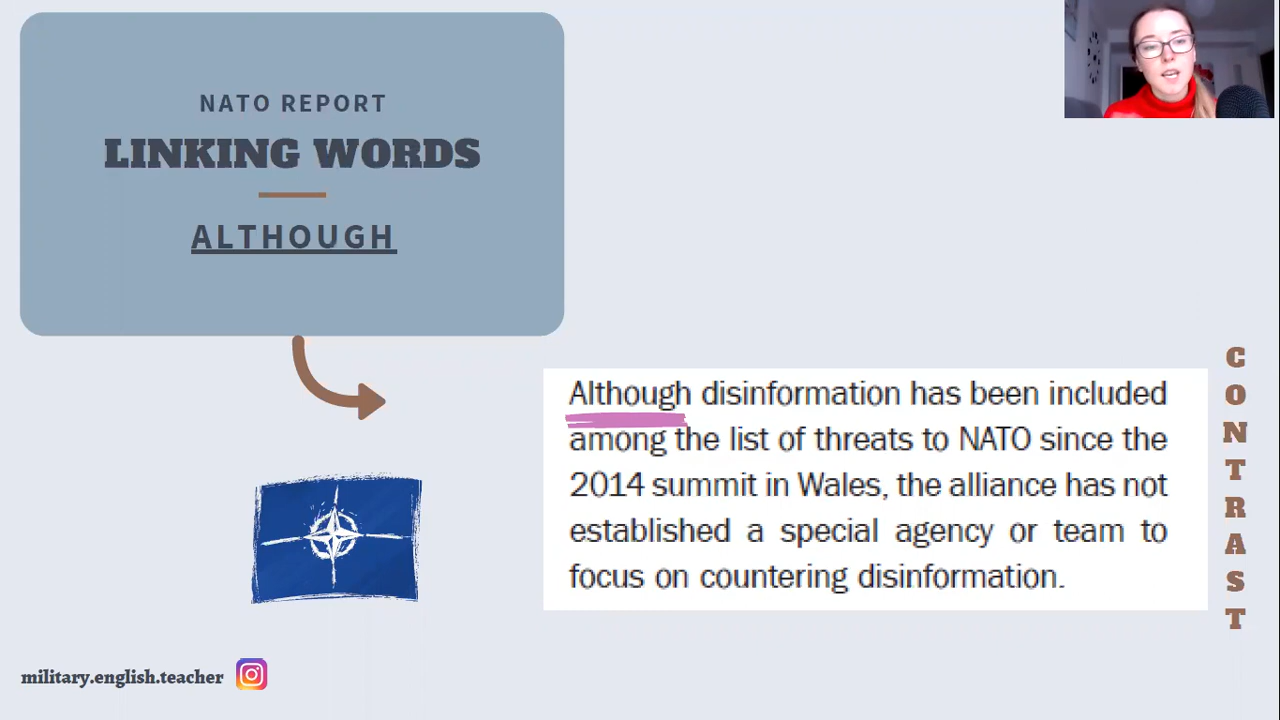 NATO REPORT
LINKING WORDS
ALTHOUGH
Although disinformation has been included
among the list of threats to NATO since the
2014 summit in Wales, the alliance has not
established a special agency or team to
focus on countering disinformation.
CONTRAST
military.english.teacher